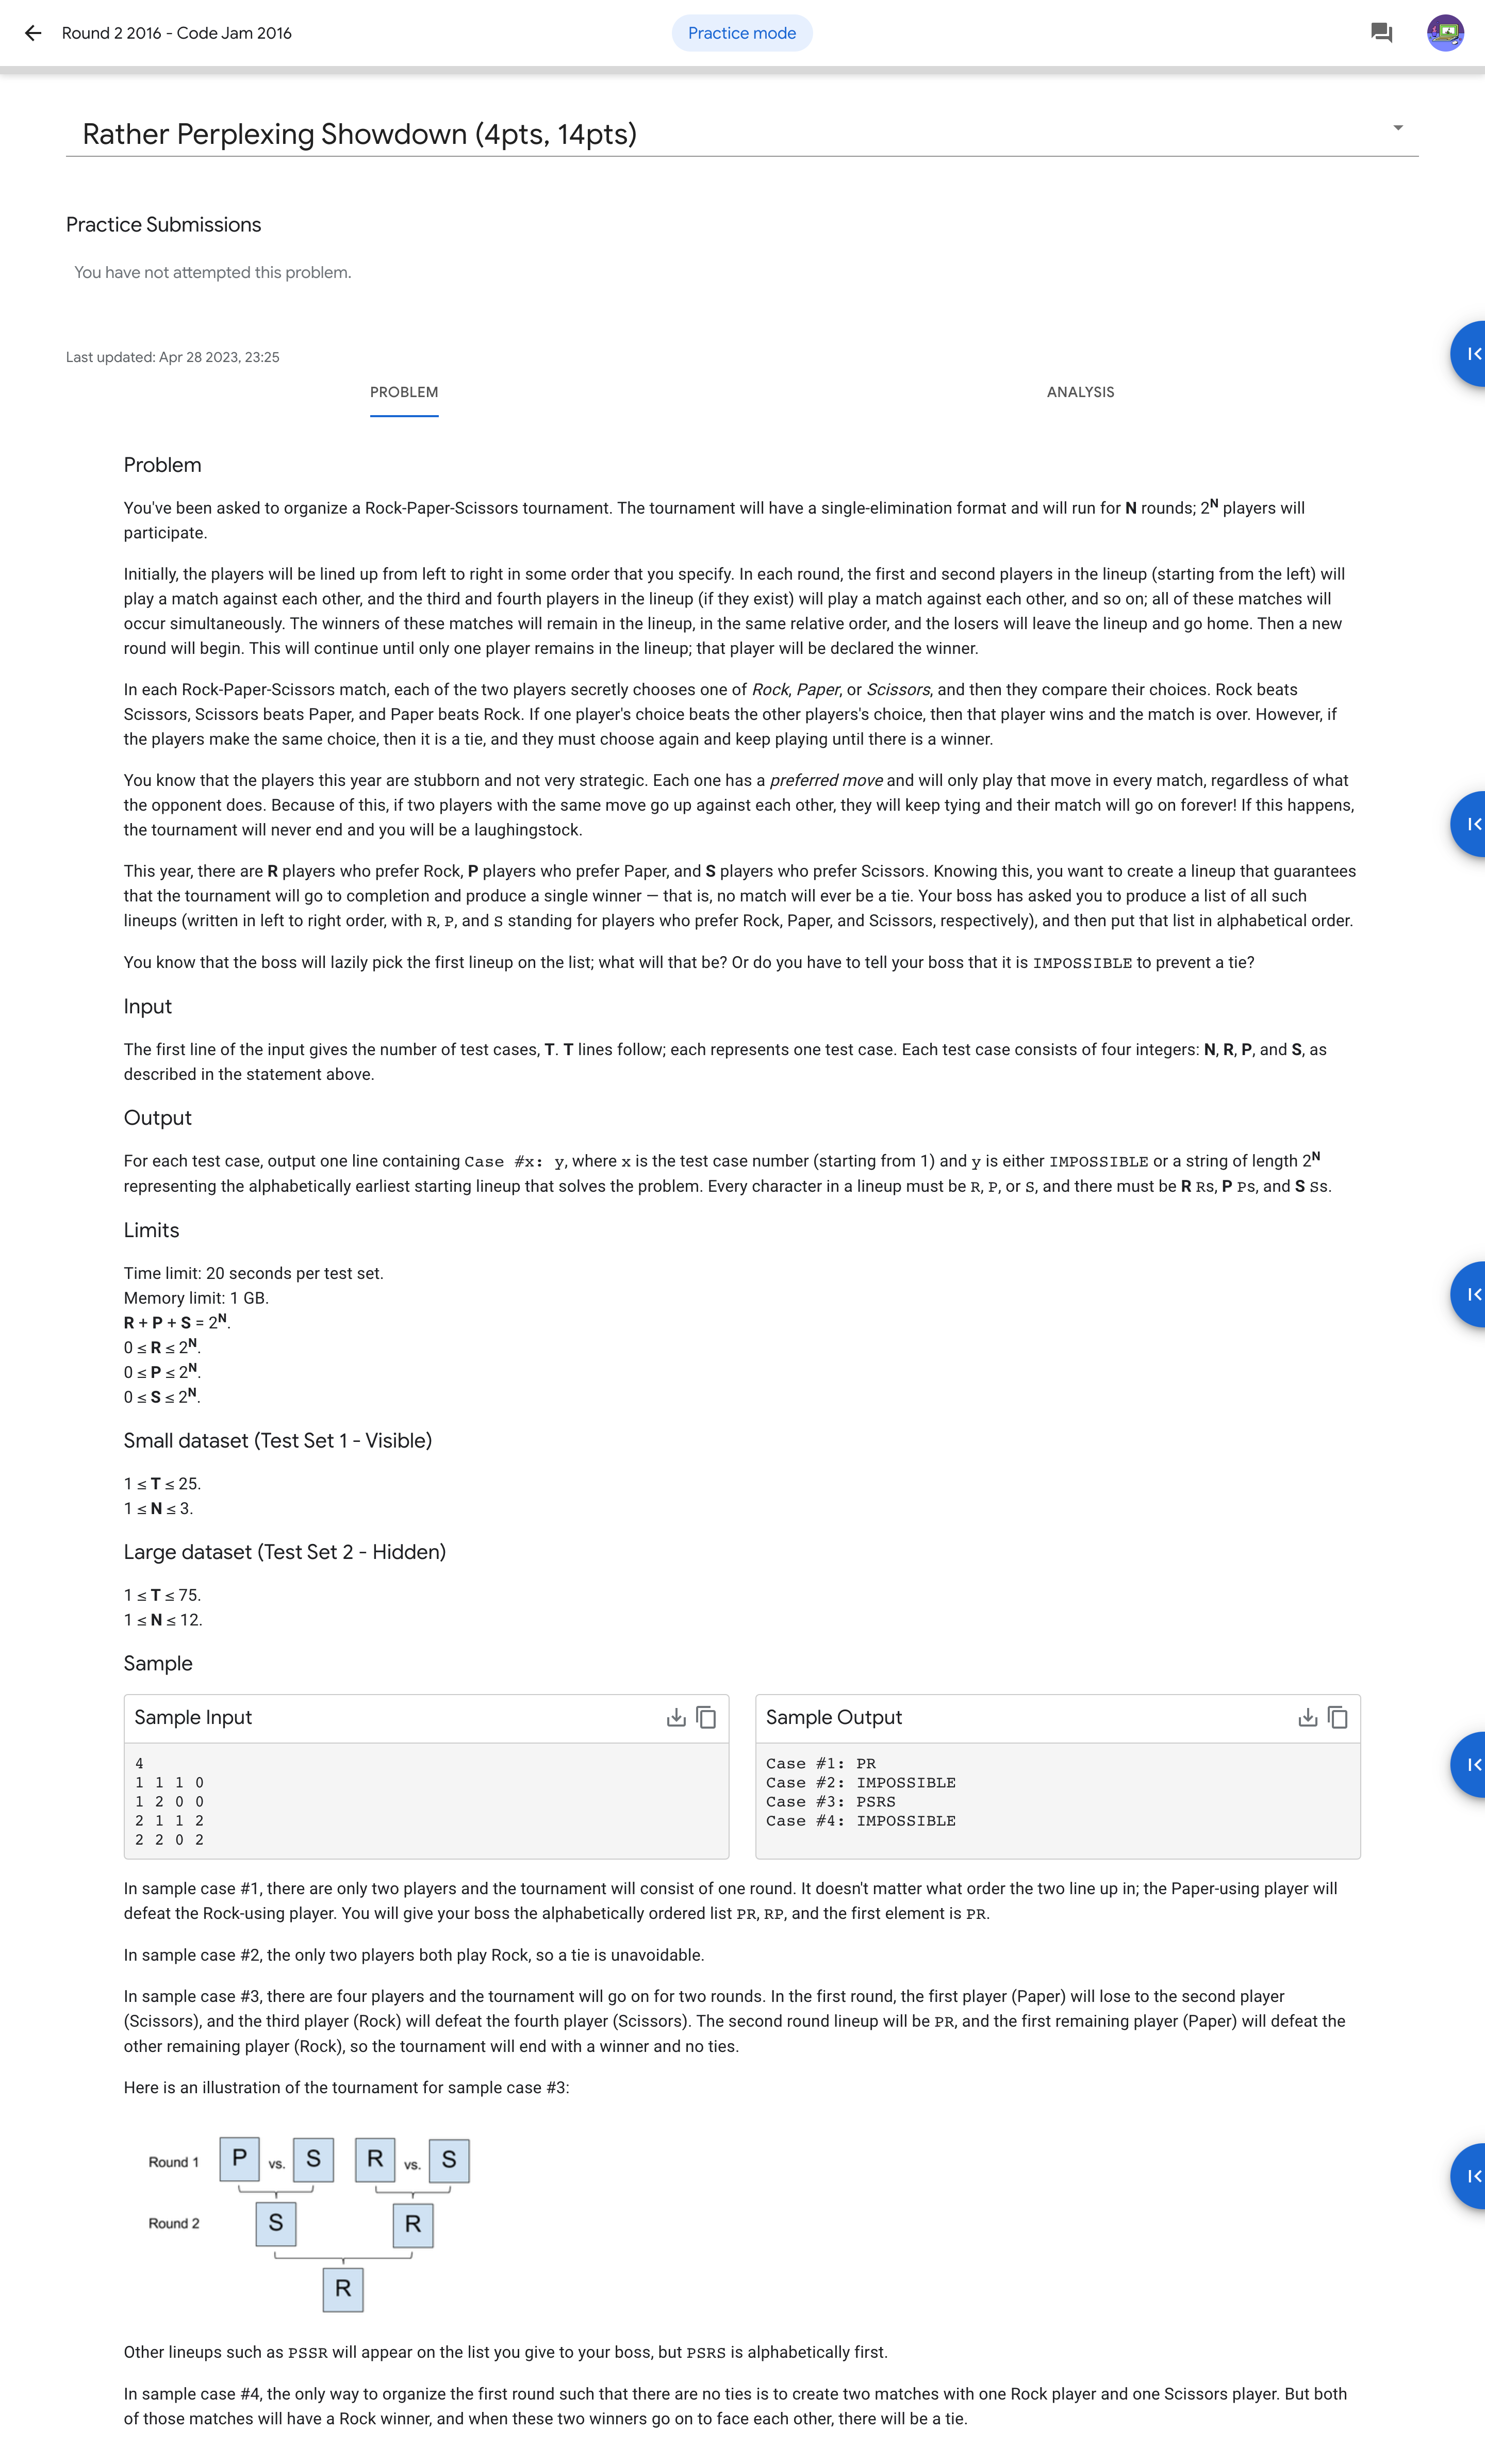 Round 2 2016 - Code Jam 2016
Practice mode
Rather Perplexing Showdown (4pts, 14pts)
Practice Submissions
You have not attempted this problem.
Last updated: Apr 28 2023, 23:25
PROBLEM
ANALYSIS
Problem
You've been asked to organize a Rock-Paper-Scissors tournament. The tournament will have a single-elimination format and will run for N rounds; 2^N players will
participate.
Initially, the players will be lined up from left to right in some order that you specify. In each round, the first and second players in the lineup (starting from the left) will
play a match against each other, and the third and fourth players in the lineup (if they exist) will play a match against each other, and so on; all of these matches will
occur simultaneously. The winners of these matches will remain in the lineup, in the same relative order, and the losers will leave the lineup and go home. Then a new
round will begin. This will continue until only one player remains in the lineup; that player will be declared the winner.
In each Rock-Paper-Scissors match, each of the two players secretly chooses one of Rock, Paper, or Scissors, and then they compare their choices. Rock beats
Scissors, Scissors beats Paper, and Paper beats Rock. If one player's choice beats the other players's choice, then that player wins and the match is over. However, if
the players make the same choice, then it is a tie, and they must choose again and keep playing until there is a winner.
You know that the players this year are stubborn and not very strategic. Each one has a preferred move and will only play that move in every match, regardless of what
the opponent does. Because of this, if two players with the same move go up against each other, they will keep tying and their match will go on forever! If this happens,
the tournament will never end and you will be a laughingstock.
This year, there are R players who prefer Rock, P players who prefer Paper, and S players who prefer Scissors. Knowing this, you want to create a lineup that guarantees
that the tournament will go to completion and produce a single winner — that is, no match will ever be a tie. Your boss has asked you to produce a list of all such
lineups (written in left to right order, with R, P, and S standing for players who prefer Rock, Paper, and Scissors, respectively), and then put that list in alphabetical order.
You know that the boss will lazily pick the first lineup on the list; what will that be? Or do you have to tell your boss that it is IMPOSSIBLE to prevent a tie?
Input
The first line of the input gives the number of test cases, T. T lines follow; each represents one test case. Each test case consists of four integers: N, R, P, and S, as
described in the statement above.
Output
For each test case, output one line containing Case #x: y, where x is the test case number (starting from 1) and y is either IMPOSSIBLE or a string of length 2^N
representing the alphabetically earliest starting lineup that solves the problem. Every character in a lineup must be R, P, or S, and there must be R Rs, P Ps, and S Ss.
Limits
Time limit: 20 seconds per test set.
Memory limit: 1 GB.
R + P + S = 2^N.
0 ≤ R ≤ 2^N.
0 ≤ P ≤ 2^N.
0 ≤ S ≤ 2^N.
Small dataset (Test Set 1 - Visible)
1 ≤ T ≤ 25.
1 ≤ N ≤ 3.
Large dataset (Test Set 2 - Hidden)
1 ≤ T ≤ 75.
1 ≤ N ≤ 12.
Sample
Sample Input
4
1 1 1 0
1 2 0 0
2 1 1 2
2 2 0 2
Sample Output
Case #1: PR
Case #2: IMPOSSIBLE
Case #3: PSRS
Case #4: IMPOSSIBLE
In sample case #1, there are only two players and the tournament will consist of one round. It doesn't matter what order the two line up in; the Paper-using player will
defeat the Rock-using player. You will give your boss the alphabetically ordered list PR, RP, and the first element is PR.
In sample case #2, the only two players both play Rock, so a tie is unavoidable.
In sample case #3, there are four players and the tournament will go on for two rounds. In the first round, the first player (Paper) will lose to the second player
(Scissors), and the third player (Rock) will defeat the fourth player (Scissors). The second round lineup will be PR, and the first remaining player (Paper) will defeat the
other remaining player (Rock), so the tournament will end with a winner and no ties.
Here is an illustration of the tournament for sample case #3:
Round 1 P vs. S R vs. S
Round 2 S R
R
Other lineups such as PSSR will appear on the list you give to your boss, but PSRS is alphabetically first.
In sample case #4, the only way to organize the first round such that there are no ties is to create two matches with one Rock player and one Scissors player. But both
of those matches will have a Rock winner, and when these two winners go on to face each other, there will be a tie.